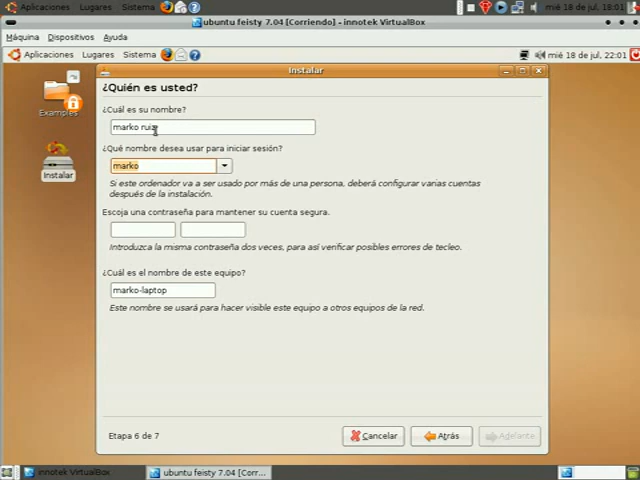 Aplicaciones Lugares Sistema mié 18 de jul, 18:01
ubuntu feisty 7.04 [Corriendo] - innotek VirtualBox
Máquina Dispositivos Ayuda
Aplicaciones Lugares Sistema mié 18 de jul, 22:01
Instalar
¿Quién es usted?
¿Cuál es su nombre?
marko ruiz
Examples
¿Qué nombre desea usar para iniciar sesión?
marko
Instalar
Si este ordenador va a ser usado por más de una persona, deberá configurar varias cuentas
después de la instalación.
Escoja una contraseña para mantener su cuenta segura.
Introduzca la misma contraseña dos veces, para así verificar posibles errores de tecleo.
¿Cuál es el nombre de este equipo?
marko-laptop
Este nombre se usará para hacer visible este equipo a otros equipos de la red.
Etapa 6 de 7
Cancelar Atrás Adelante
innotek VirtualBox ubuntu feisty 7.04 [Corr...